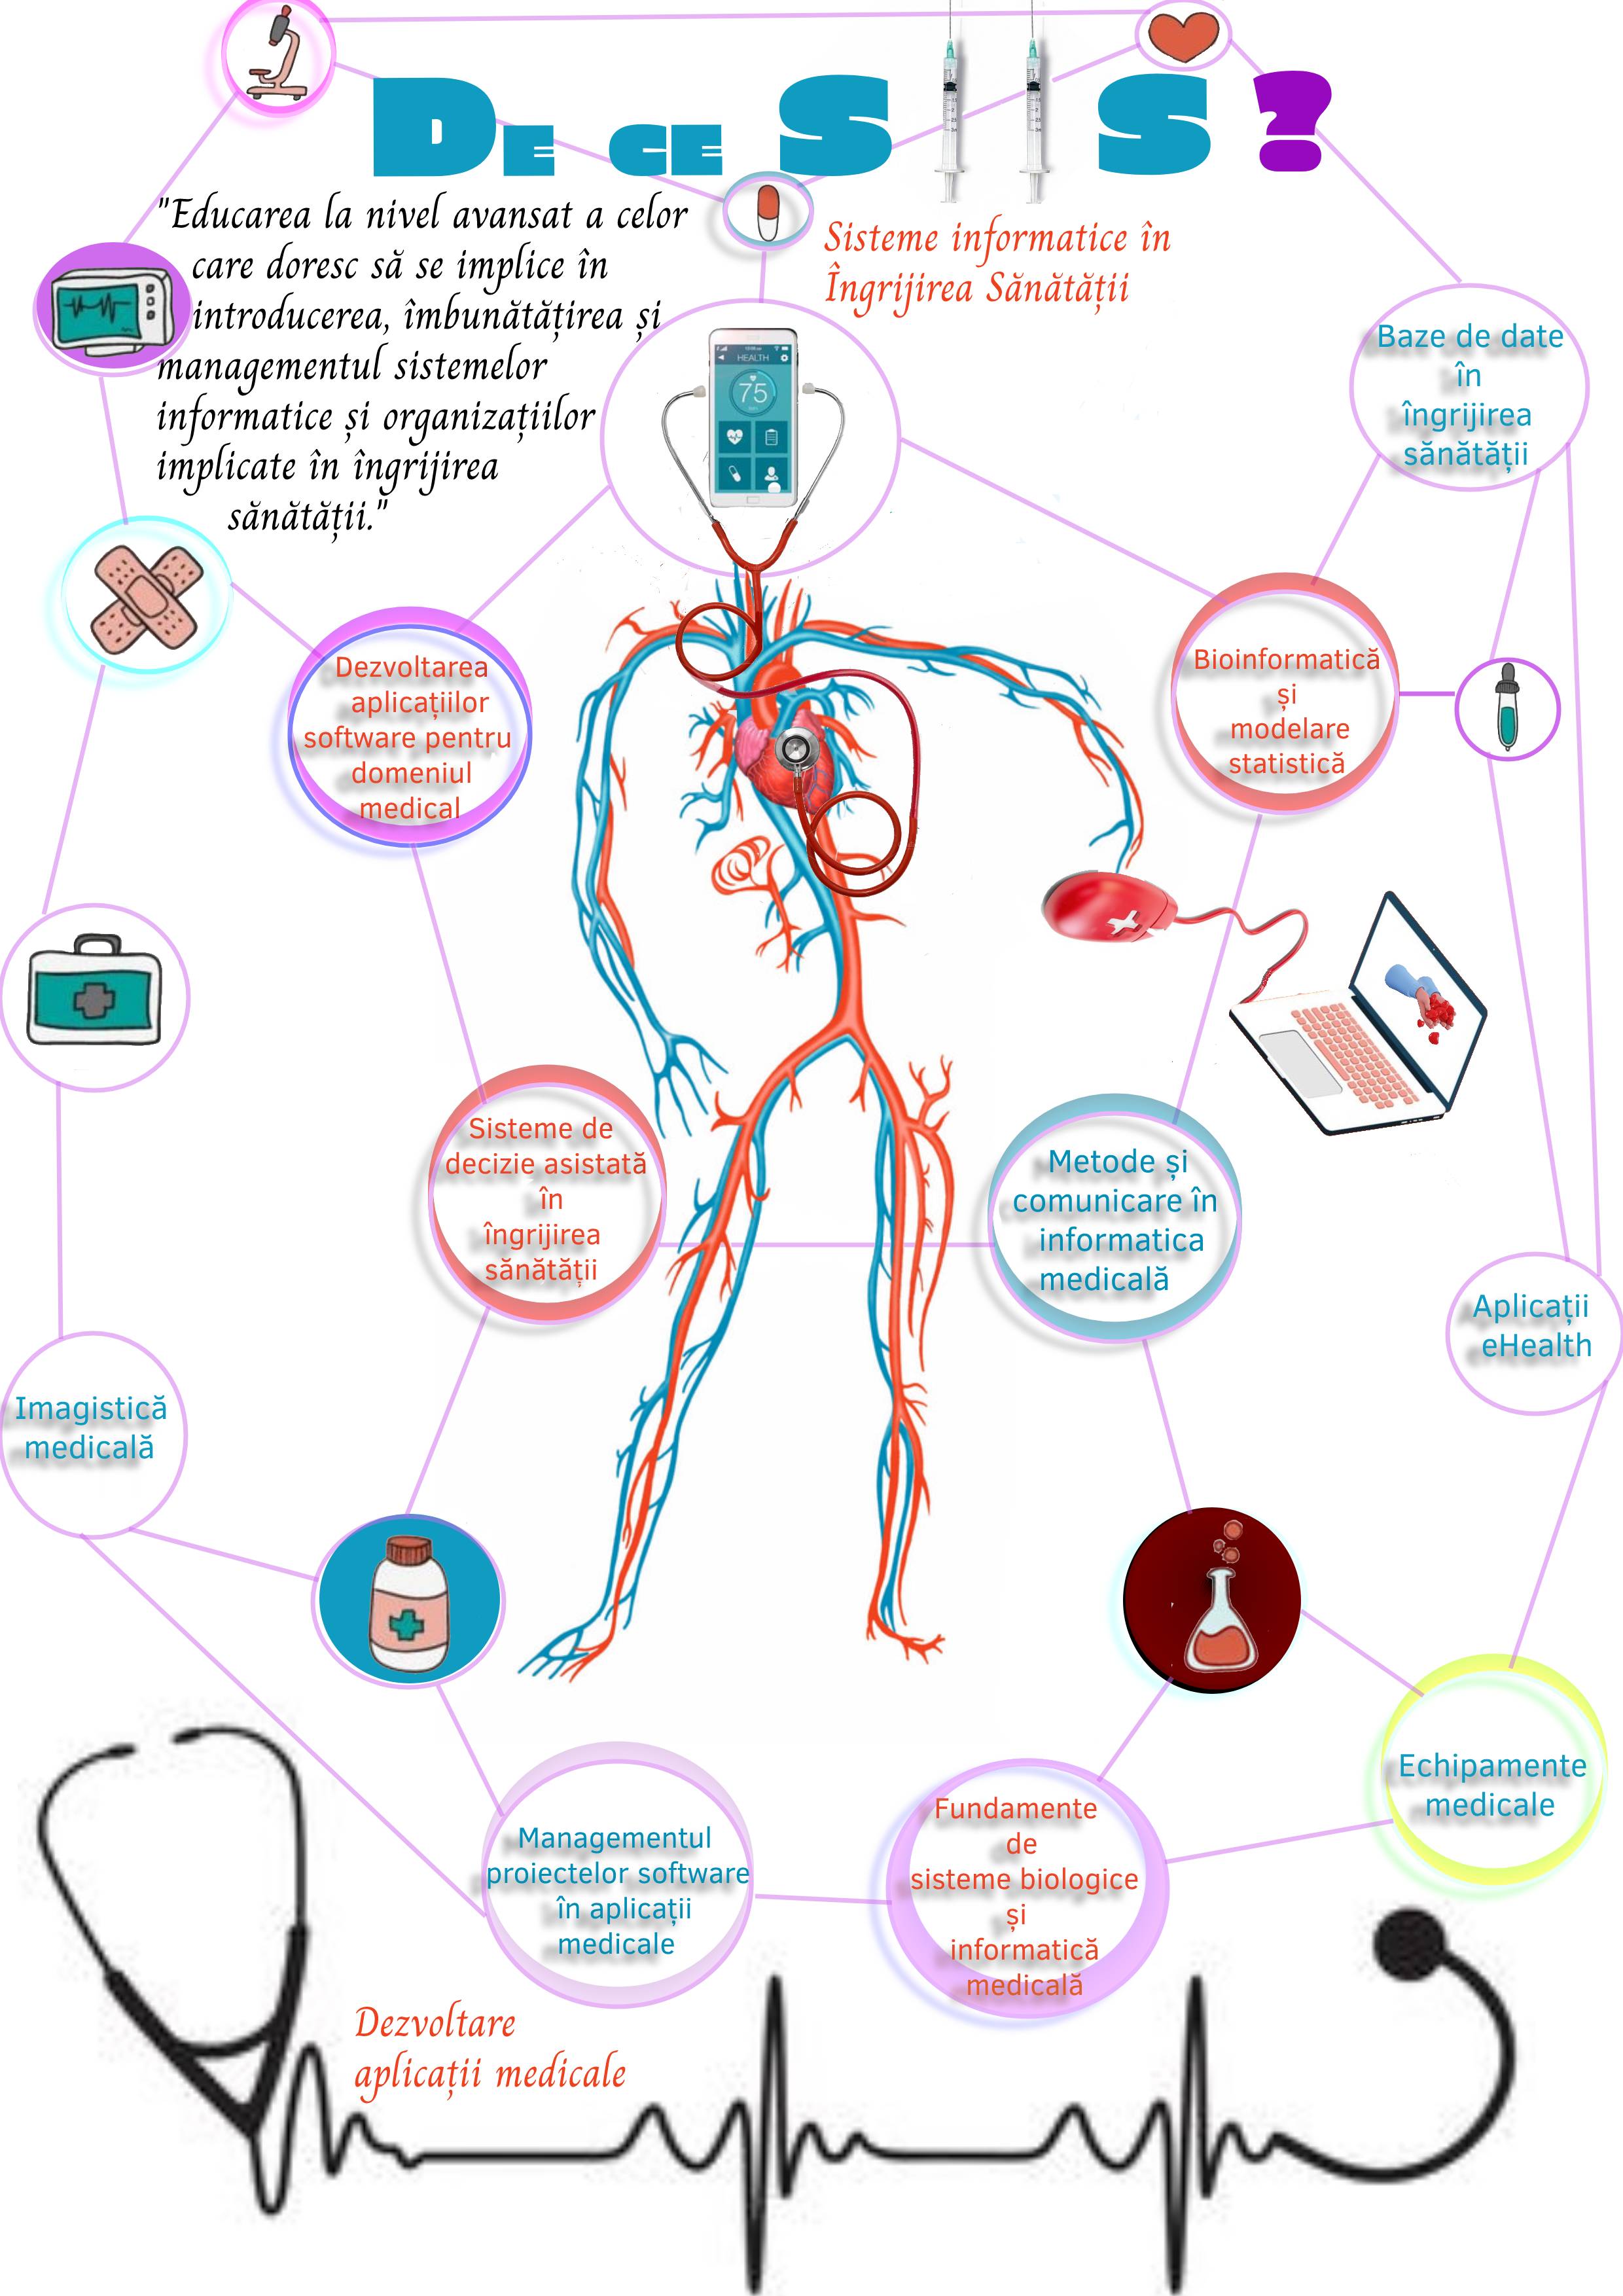 De ce S S ?
"Educarea la nivel avansat a celor
care doresc să se implice în
introducerea, îmbunătățirea și
managementul sistemelor
informatice și organizațiilor
implicate în îngrijirea
sănătății."
Sisteme informatice în
Îngrijirea Sănătății
HEALTH
75
Baze de date
în
îngrijirea
sănătății
Dezvoltarea
aplicațiilor
software pentru
domeniul
medical
Bioinformatică
și
modelare
statistică
Sisteme de
decizie asistată
în
îngrijirea
sănătății
Metode și
comunicare în
informatica
medicală
Aplicații
eHealth
Imagistică
medicală
Echipamente
medicale
Managementul
proiectelor software
în aplicații
medicale
Fundamente
de
sisteme biologice
și
informatică
medicală
Dezvoltare
aplicații medicale